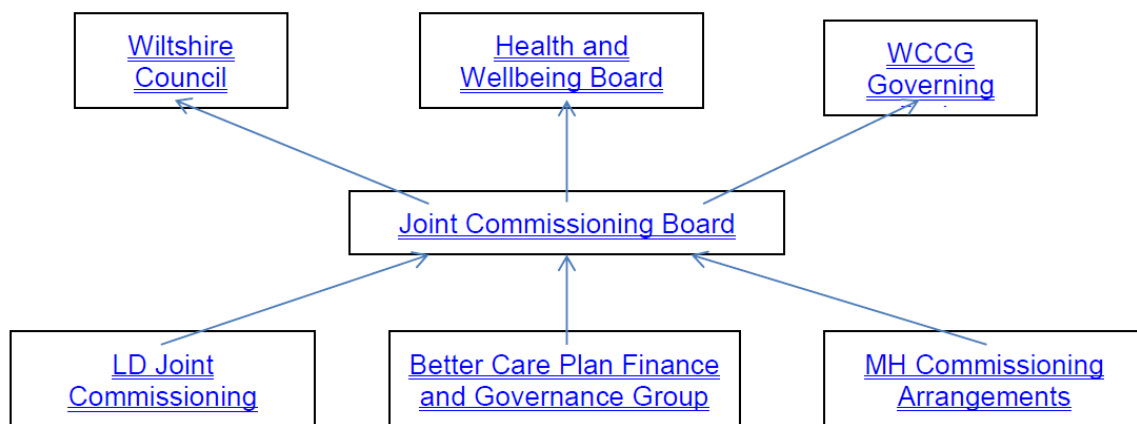 Wiltshire
Council
Health and
Wellbeing Board
WCCG
Governing
Joint Commissioning Board
LD Joint
Commissioning
Better Care Plan Finance
and Governance Group
MH Commissioning
Arrangements